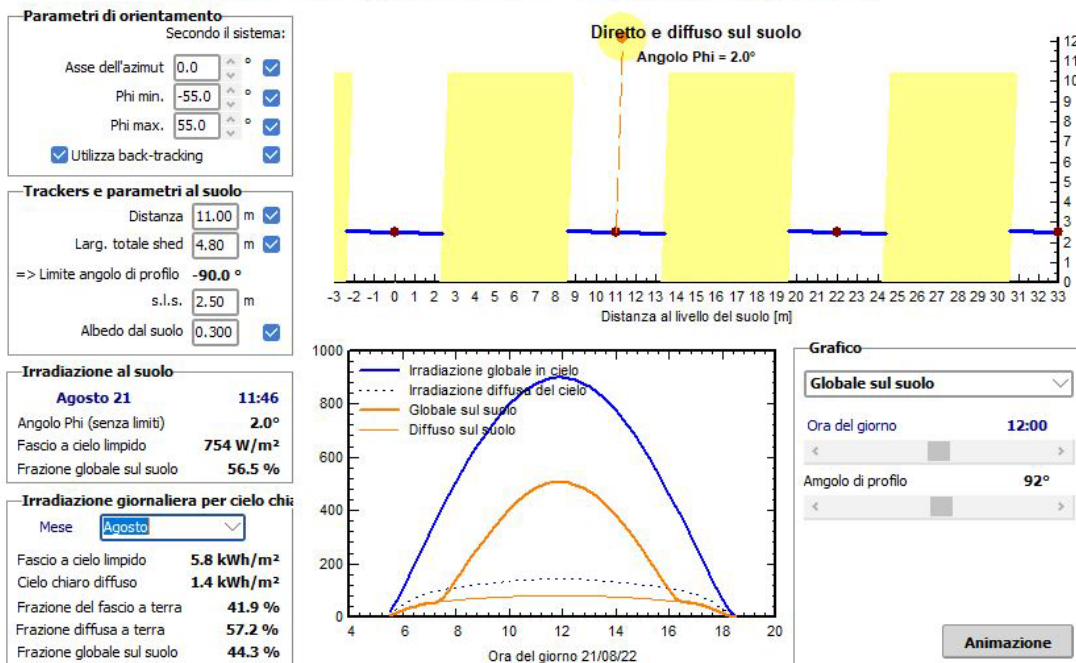 Parametri di orientamento
Secondo il sistema:
Asse dell'azimut 0.0 °
Phi min. -55.0 °
Phi max. 55.0 °
Utilizza back-tracking
Trackers e parametri al suolo
Distanza 11.00 m
Larg. totale shed 4.80 m
=> Limite angolo di profilo -90.0 °
s.l.s. 2.50 m
Albedo dal suolo 0.300
Irradiazione al suolo
Agosto 21 11:46
Angolo Phi (senza limiti) 2.0°
Fascio a cielo limpido 754 W/m²
Frazione globale sul suolo 56.5 %
Irradiazione giornaliera per cielo chia
Mese Agosto
Fascio a cielo limpido 5.8 kWh/m²
Cielo chiaro diffuso 1.4 kWh/m²
Frazione del fascio a terra 41.9 %
Frazione diffusa a terra 57.2 %
Frazione globale sul suolo 44.3 %
Diretto e diffuso sul suolo
Angolo Phi = 2.0°
12
11
10
9
8
7
6
5
4
3
2
1
0
-3 -2 -1 0 1 2 3 4 5 6 7 8 9 10 11 12 13 14 15 16 17 18 19 20 21 22 23 24 25 26 27 28 29 30 31 32 33
Distanza al livello del suolo [m]
1000
800
600
400
200
0
Irradiazione globale in cielo
Irradiazione diffusa del cielo
Globale sul suolo
Diffuso sul suolo
4 6 8 10 12 14 16 18 20
Ora del giorno 21/08/22
Grafico
Globale sul suolo
Ora del giorno 12:00
Amgolo di profilo 92°
Animazione